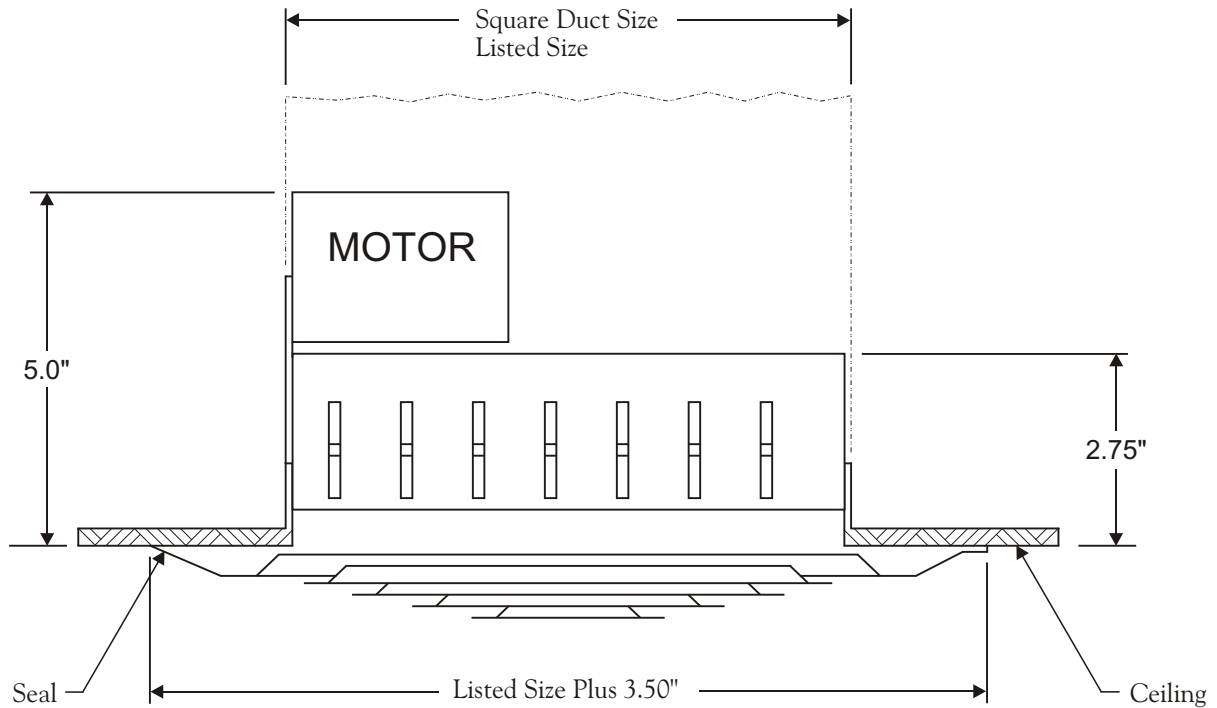 Square Duct Size
Listed Size
MOTOR
5.0"
2.75"
Seal
Listed Size Plus 3.50"
Ceiling